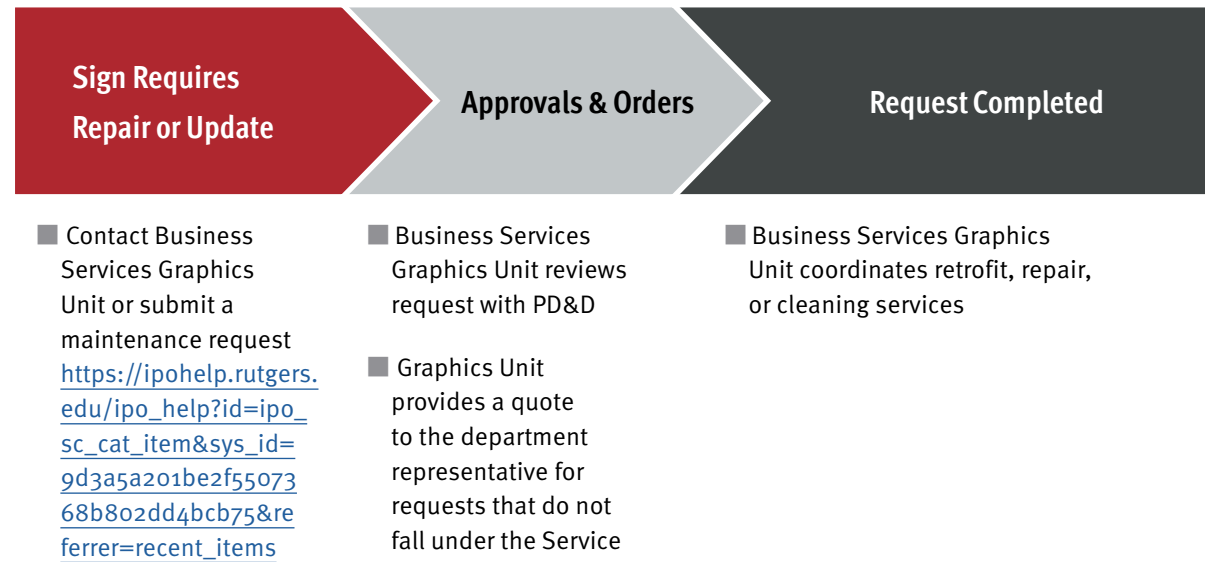 Sign Requires
Repair or Update
Approvals & Orders
Request Completed
Contact Business
Services Graphics
Unit or submit a
maintenance request
https://ipohelp.rutgers.
edu/ipo_help?id=ipo_
sc_cat_item&sys_id=
9d3a5a201be2f55073
68b802dd4bcb75&re
ferrer=recent_items
Business Services
Graphics Unit reviews
request with PD&D
Graphics Unit
provides a quote
to the department
representative for
requests that do not
fall under the Service
Business Services Graphics
Unit coordinates retrofit, repair,
or cleaning services